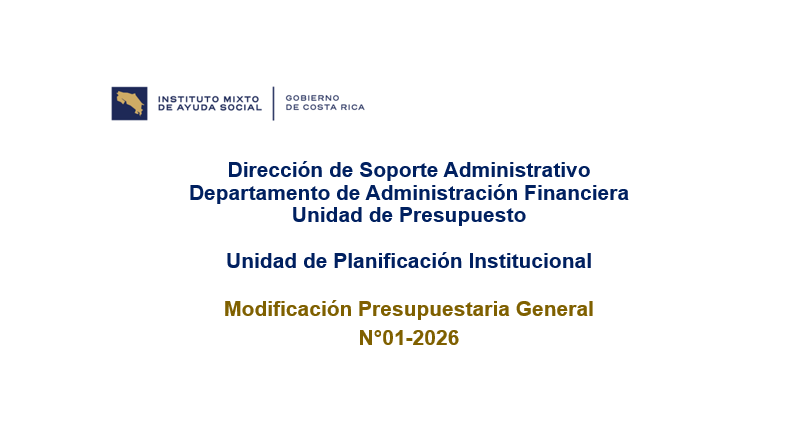 INSTITUTO MIXTO
DE AYUDA SOCIAL
GOBIERNO
DE COSTA RICA
Dirección de Soporte Administrativo
Departamento de Administración Financiera
Unidad de Presupuesto
Unidad de Planificación Institucional
Modificación Presupuestaria General
N°01-2026